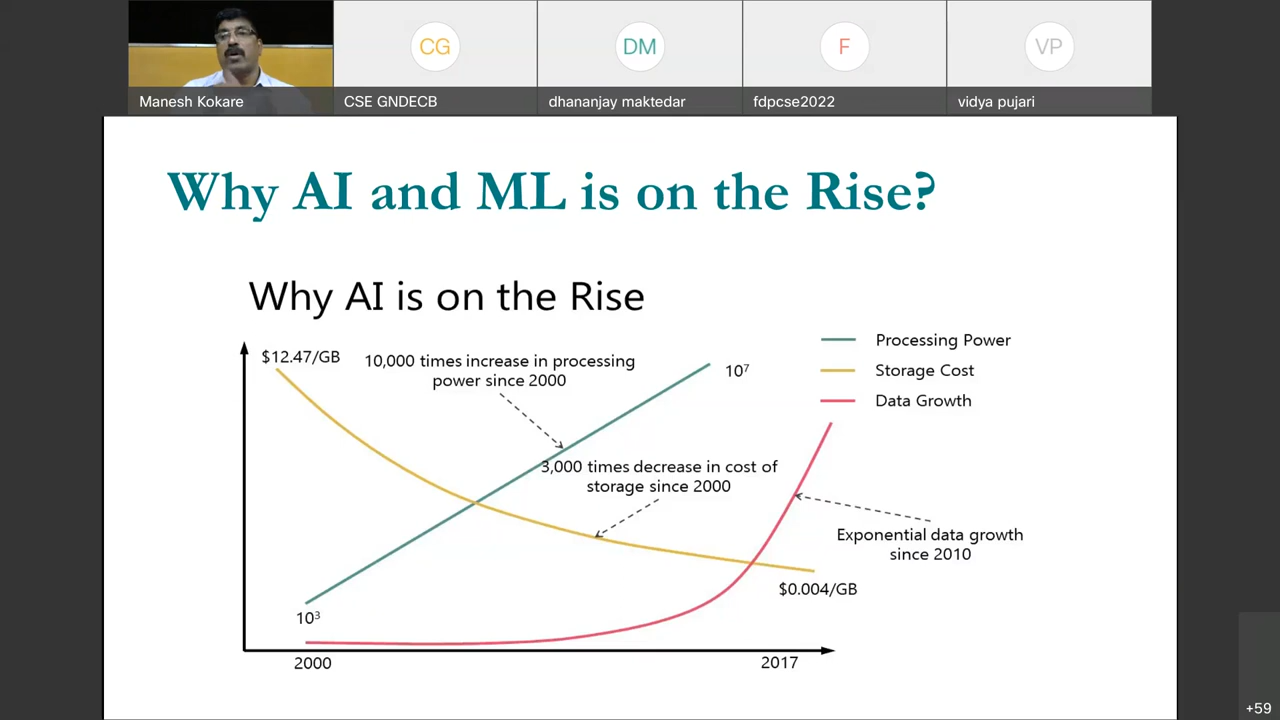 CG
DM
F
VP
Manesh Kokare
CSE GNDECB
dhananjay maktedar
fdpcse2022
vidya pujari
Why AI and ML is on the Rise?
Why AI is on the Rise
$12.47/GB
10,000 times increase in processing
power since 2000
10⁷
Processing Power
Storage Cost
Data Growth
3,000 times decrease in cost of
storage since 2000
Exponential data growth
since 2010
$0.004/GB
10³
2000
2017
+59